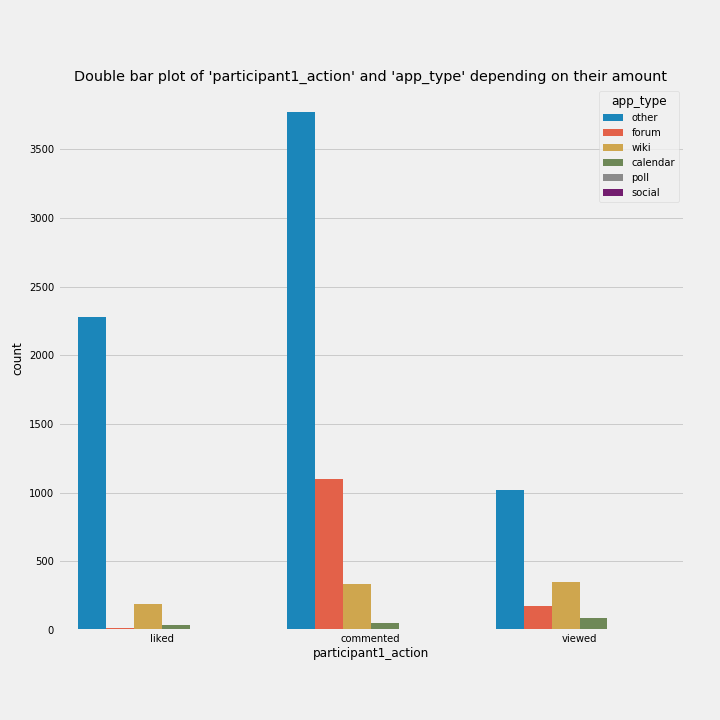 Double bar plot of 'participant1_action' and 'app_type' depending on their amount
app_type
other
forum
wiki
calendar
poll
social
3500
3000
2500
2000
1500
1000
500
0
count
liked
commented
viewed
participant1_action